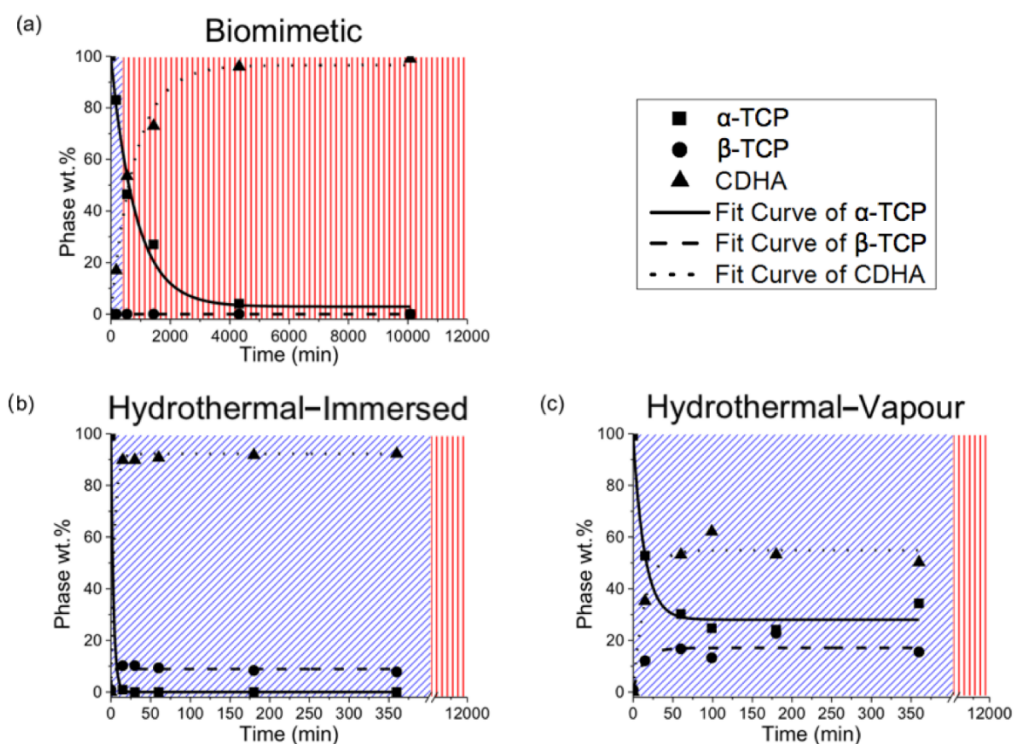 (a)
Biomimetic
100
80
60
40
20
0
Phase wt.%
0 2000 4000 6000 8000 10000 12000
Time (min)
α-TCP
β-TCP
CDHA
Fit Curve of α-TCP
Fit Curve of β-TCP
Fit Curve of CDHA
(b)
Hydrothermal–Immersed
100
80
60
40
20
0
Phase wt.%
0 50 100 150 200 250 300 350 12000
Time (min)
(c)
Hydrothermal–Vapour
100
80
60
40
20
0
Phase wt.%
0 50 100 150 200 250 300 350 12000
Time (min)